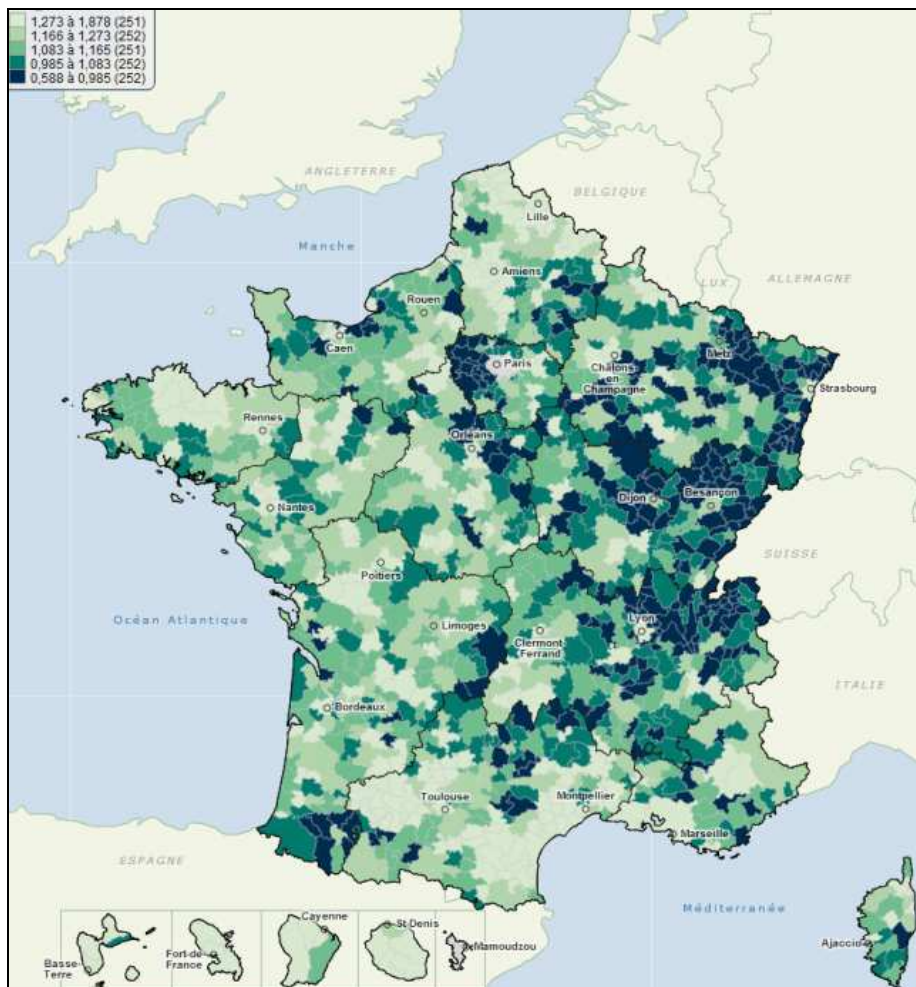 1,273 à 1,878 (251)
1,166 à 1,273 (252)
1,083 à 1,165 (251)
0,985 à 1,083 (252)
0,588 à 0,985 (252)
ANGLETERRE
BELGIQUE
Lille
Manche
LUX
ALLEMAGNE
Amiens
Rouen
Caen
Paris
Châlons-
en-
Champagne
Metz
Strasbourg
Rennes
Orléans
Nantes
Dijon
Besançon
SUISSE
Poitiers
Océan Atlantique
Limoges
Clermont
Ferrand
Lyon
ITALIE
Bordeaux
Toulouse
Montpellier
Marseille
ESPAGNE
Méditerranée
Ajaccio
Basse-
Terre
Fort-de-
France
Cayenne
St Denis
Mamoudzou